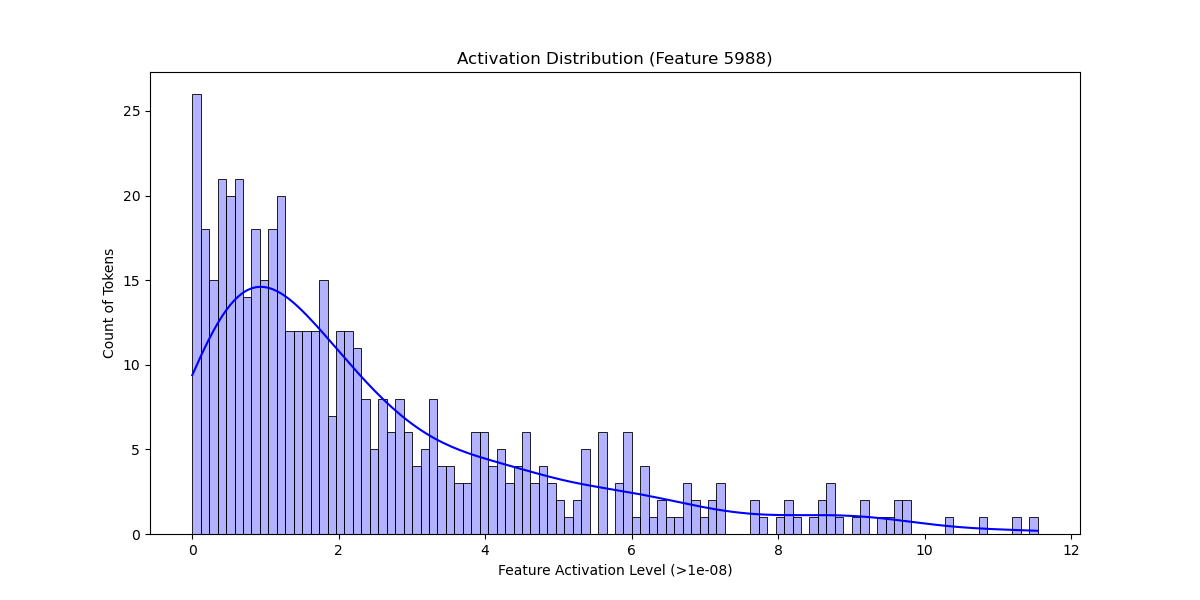 Activation Distribution (Feature 5988)
25
20
15
10
5
0
Count of Tokens
0 2 4 6 8 10 12
Feature Activation Level (>1e-08)